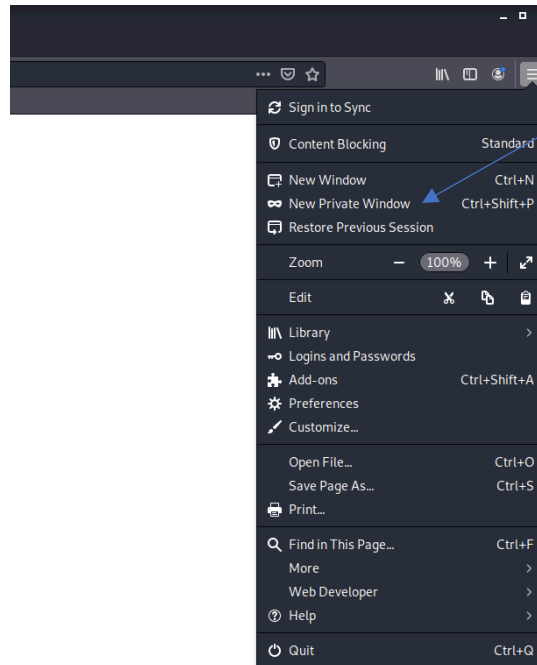 Sign in to Sync
Content Blocking Standard
New Window Ctrl+N
New Private Window Ctrl+Shift+P
Restore Previous Session
Zoom − 100% +
Edit
Library >
Logins and Passwords
Add-ons Ctrl+Shift+A
Preferences
Customize...
Open File... Ctrl+O
Save Page As... Ctrl+S
Print...
Find in This Page... Ctrl+F
More >
Web Developer >
Help >
Quit Ctrl+Q